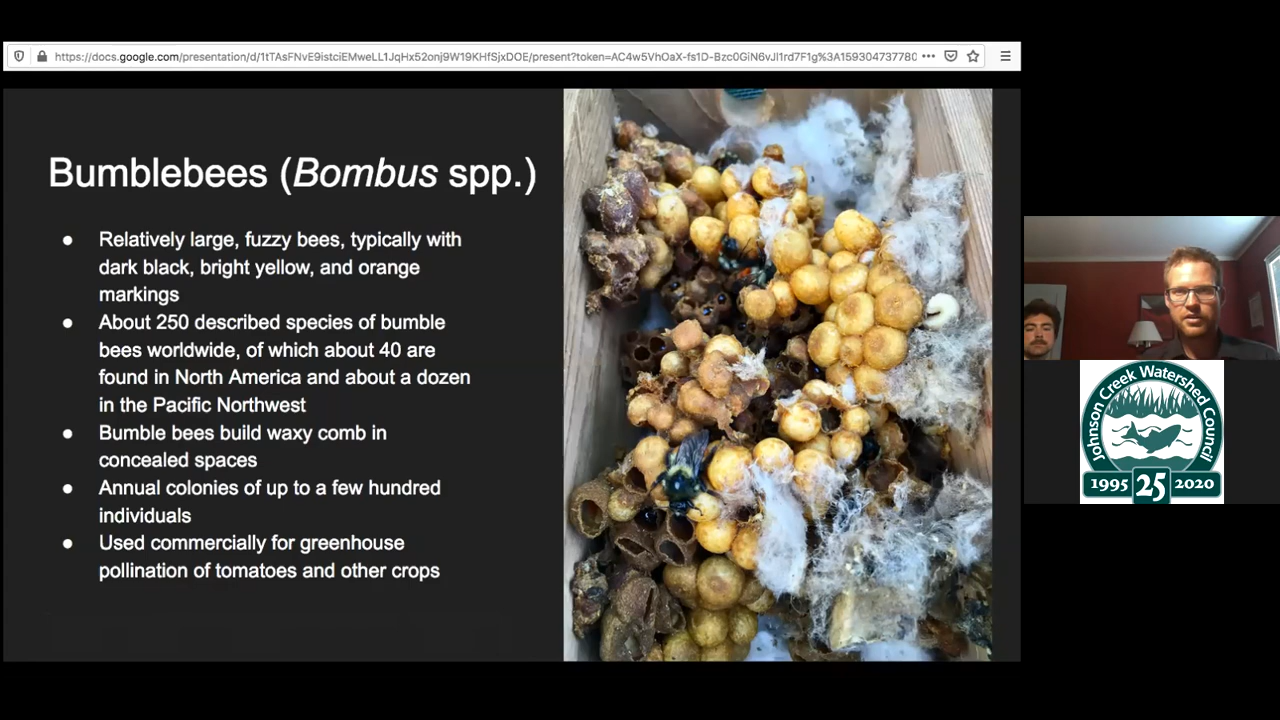 https://docs.google.com/presentation/d/1tTAsFNvE9istciEMweLL1JqHx52onj9W19KHfSjxDOE/present?token=AC4w5VhOaX-fs1D-Bzc0GiN6vJl1rd7F1g%3A159304737780
Bumblebees (Bombus spp.)
● Relatively large, fuzzy bees, typically with
dark black, bright yellow, and orange
markings
● About 250 described species of bumble
bees worldwide, of which about 40 are
found in North America and about a dozen
in the Pacific Northwest
● Bumble bees build waxy comb in
concealed spaces
● Annual colonies of up to a few hundred
individuals
● Used commercially for greenhouse
pollination of tomatoes and other crops
Johnson Creek Watershed Council
1995 25 2020